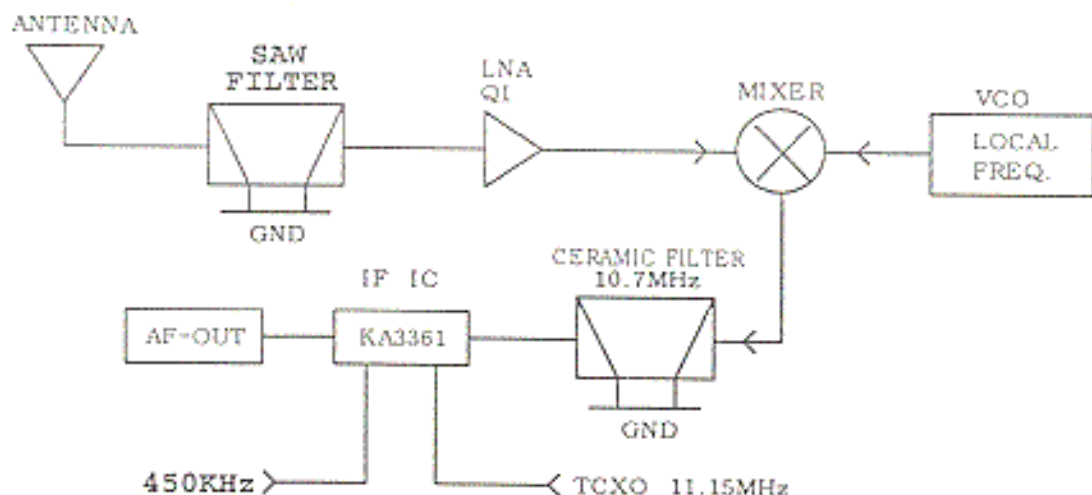 ANTENNA
SAW
FILTER
LNA
Q1
MIXER
VCO
LOCAL
FREQ.
GND
CERAMIC FILTER
10.7MHz
IF IC
AF-OUT
KA3361
GND
450KHz
TCXO 11.15MHz